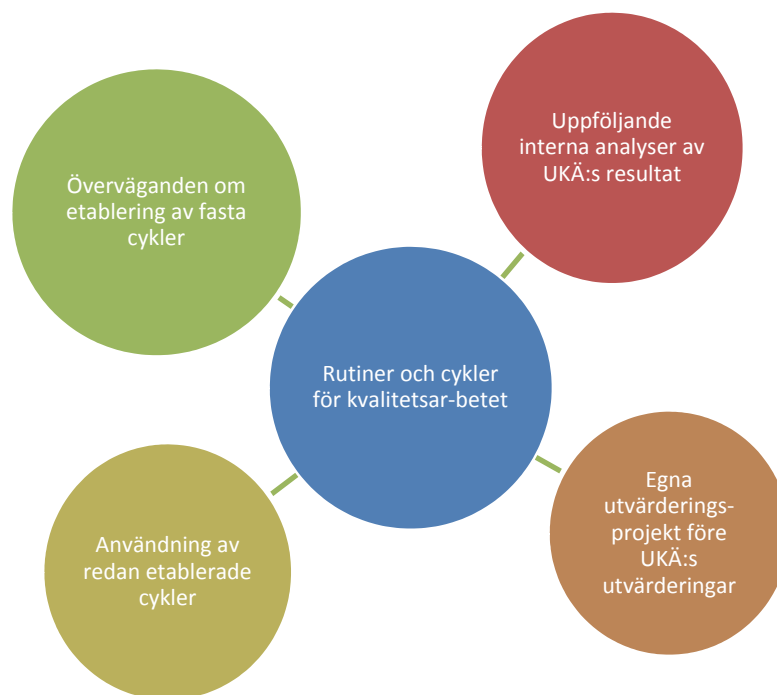 Överväganden om
etablering av fasta
cykler
Uppföljande
interna analyser av
UKÄ:s resultat
Rutiner och cykler
för kvalitetsar-betet
Användning av
redan etablerade
cykler
Egna
utvärderings-
projekt före
UKÄ:s
utvärderingar